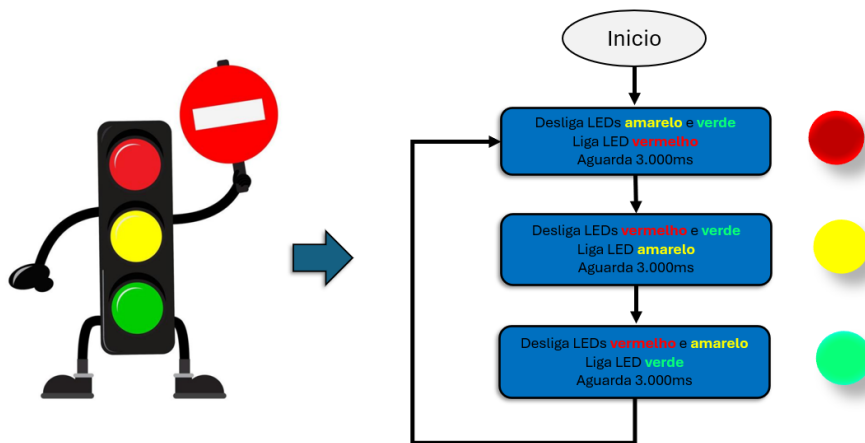 Inicio
Desliga LEDs amarelo e verde
Liga LED vermelho
Aguarda 3.000ms
Desliga LEDs vermelho e verde
Liga LED amarelo
Aguarda 3.000ms
Desliga LEDs vermelho e amarelo
Liga LED verde
Aguarda 3.000ms